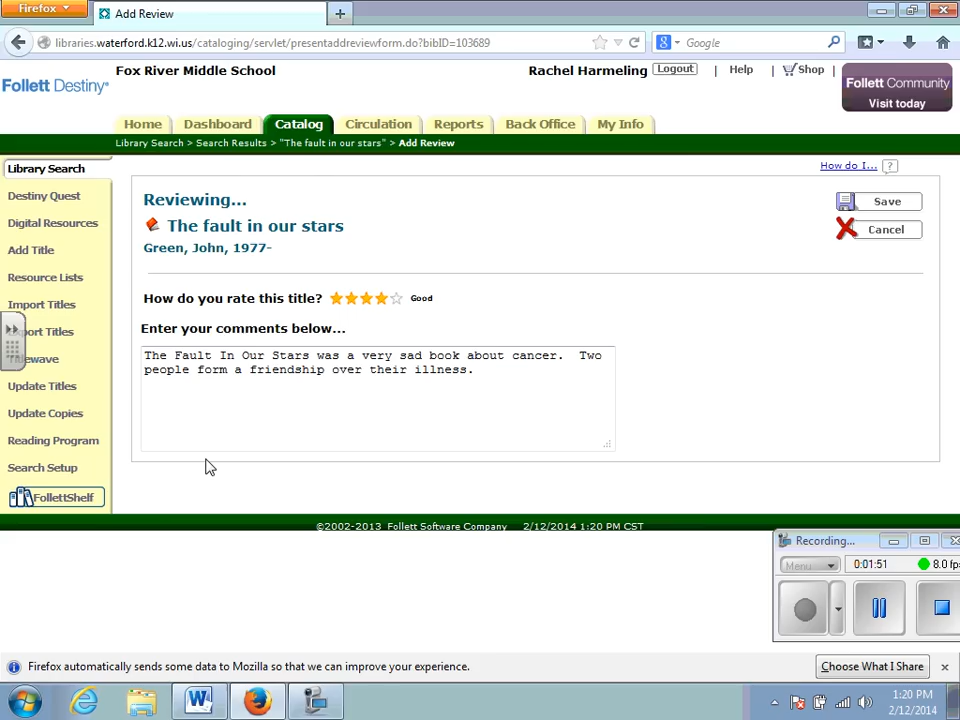 Firefox
Add Review
libraries.waterford.k12.wi.us/cataloging/servlet/presentaddreviewform.do?bibID=103689
Google
Fox River Middle School
Rachel Harmeling
Logout
| Help | Shop |
Follett Destiny
Follett Community
Visit today
Home
Dashboard
Catalog
Circulation
Reports
Back Office
My Info
Library Search > Search Results > "The fault in our stars" > Add Review
Library Search
Destiny Quest
Digital Resources
Add Title
Resource Lists
Import Titles
Titles
Update Titles
Update Copies
Reading Program
Search Setup
FollettShelf
How do I... ?
Reviewing...
The fault in our stars
Green, John, 1977-
Save
Cancel
How do you rate this title? Good
Enter your comments below...
The Fault In Our Stars was a very sad book about cancer. Two
people form a friendship over their illness.
©2002-2013 Follett Software Company 2/12/2014 1:20 PM CST
Recording...
Menu
0:01:51
8.0 fps
Firefox automatically sends some data to Mozilla so that we can improve your experience.
Choose What I Share
1:20 PM
2/12/2014